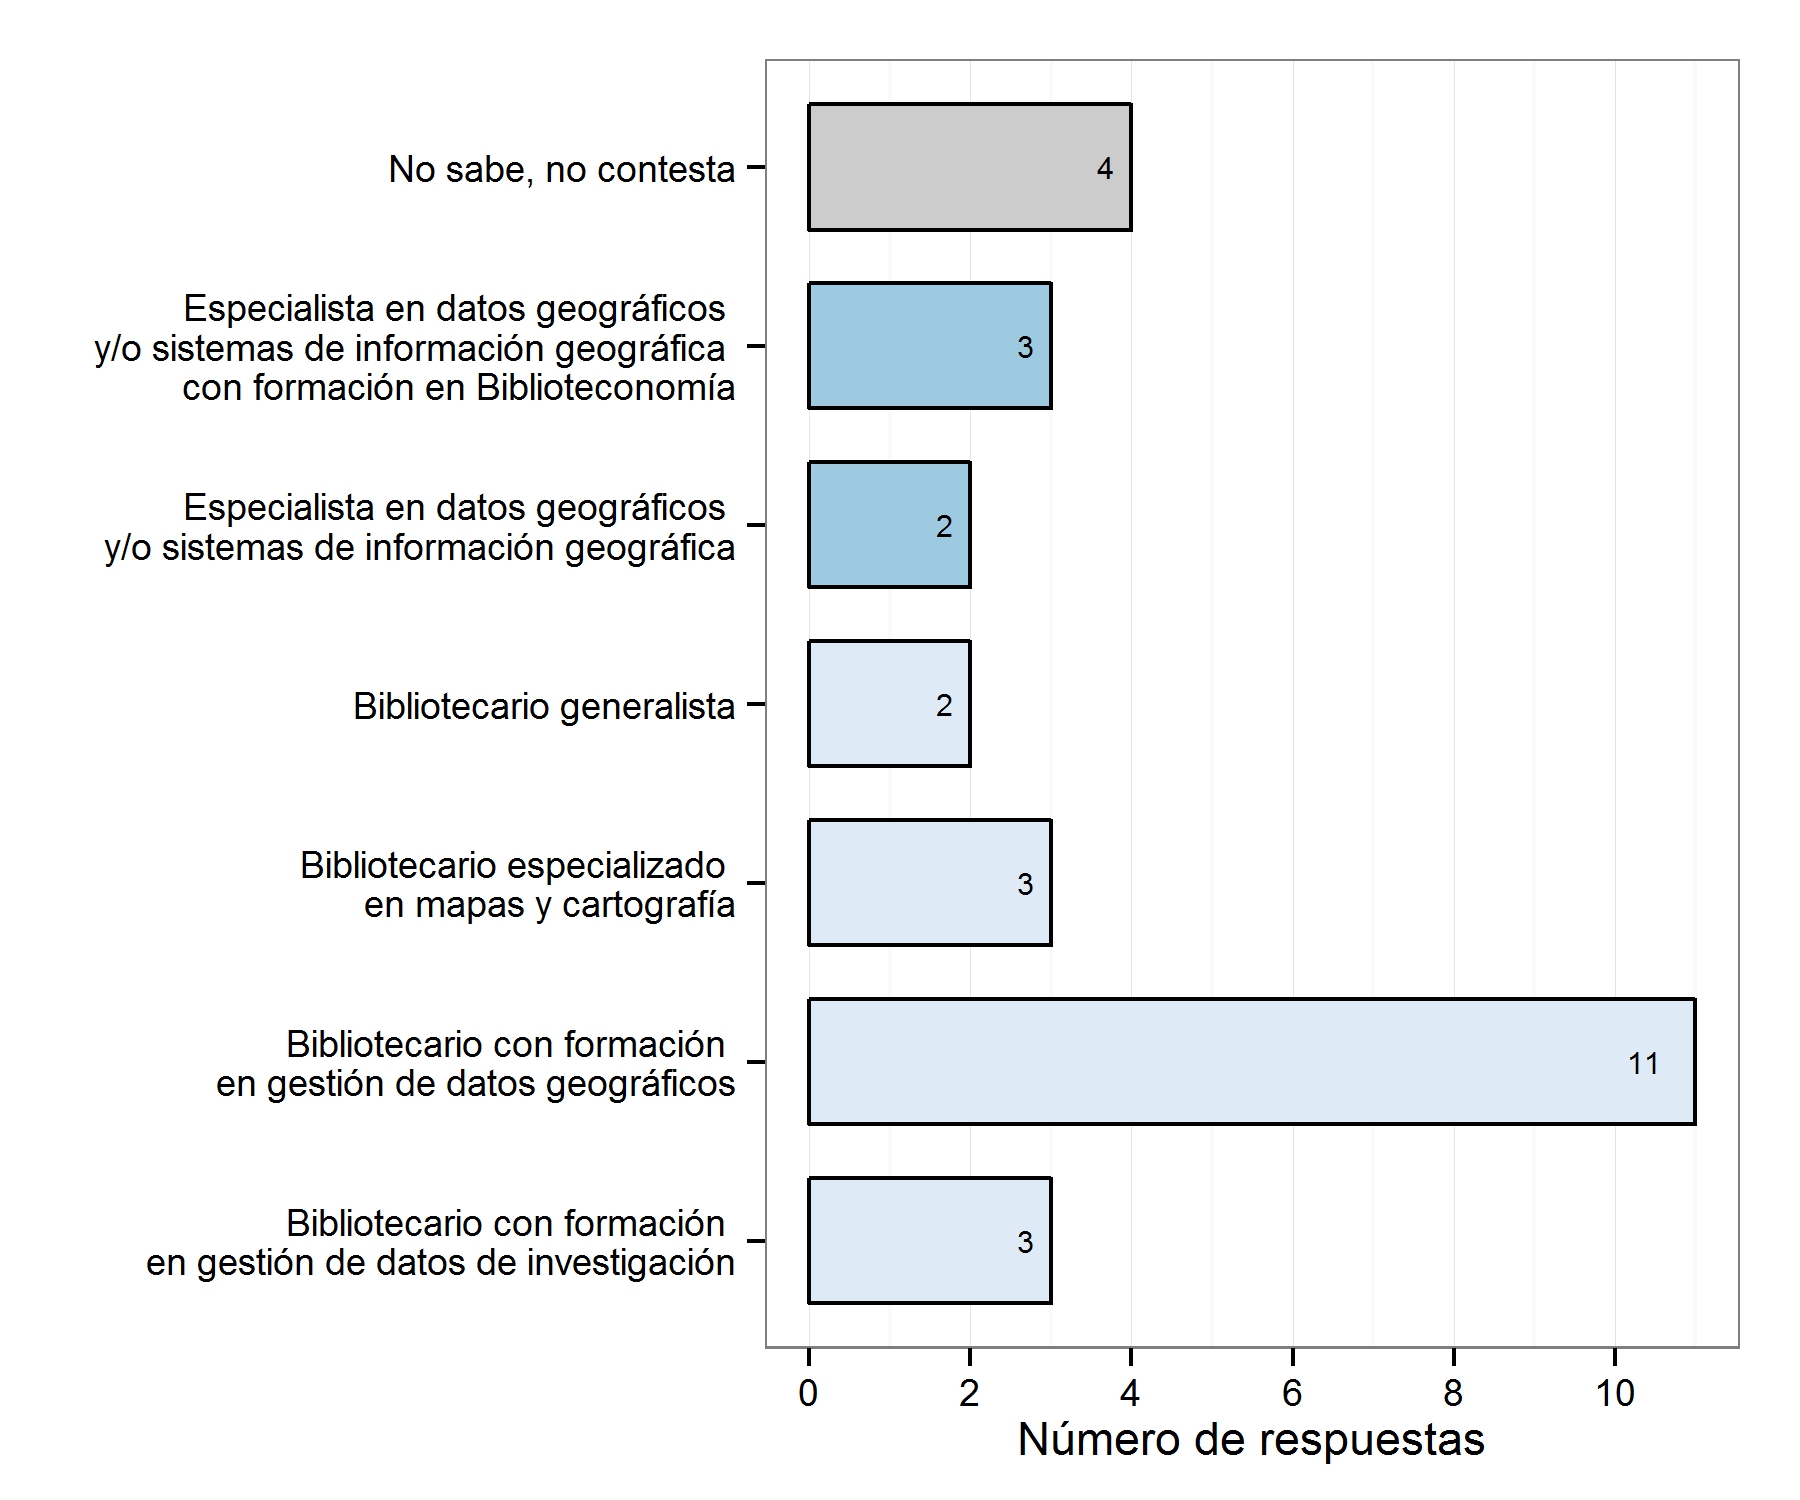 No sabe, no contesta
4
Especialista en datos geográficos
y/o sistemas de información geográfica
con formación en Biblioteconomía
3
Especialista en datos geográficos
y/o sistemas de información geográfica
2
Bibliotecario generalista
2
Bibliotecario especializado
en mapas y cartografía
3
Bibliotecario con formación
en gestión de datos geográficos
11
Bibliotecario con formación
en gestión de datos de investigación
3
0 2 4 6 8 10
Número de respuestas